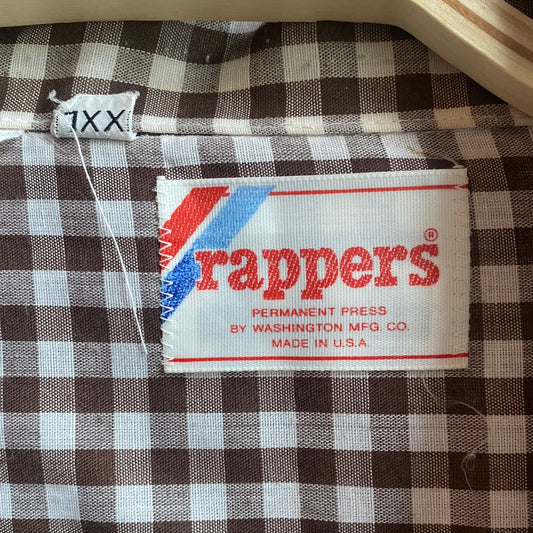 1XX
rappers®
PERMANENT PRESS
BY WASHINGTON MFG. CO.
MADE IN U.S.A.